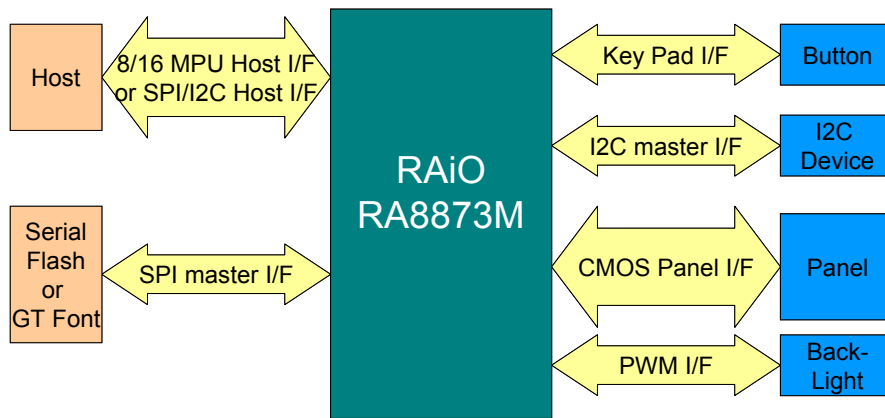 Host
8/16 MPU Host I/F
or SPI/I2C Host I/F
Serial
Flash
or
GT Font
SPI master I/F
RAiO
RA8873M
Key Pad I/F
Button
I2C master I/F
I2C
Device
CMOS Panel I/F
Panel
PWM I/F
Back-
Light